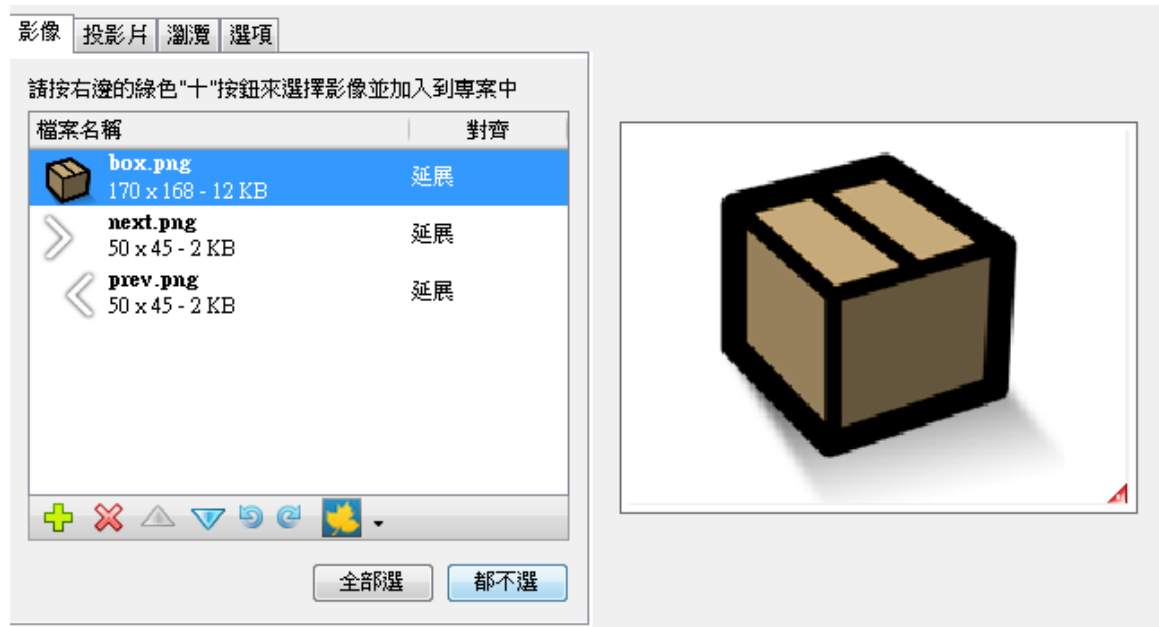 影像 投影片 瀏覽 選項
請按右邊的綠色"十"按鈕來選擇影像並加入到專案中
檔案名稱 對齊
box.png 延展
170 x 168 - 12 KB
next.png 延展
50 x 45 - 2 KB
prev.png 延展
50 x 45 - 2 KB
全部選 都不選